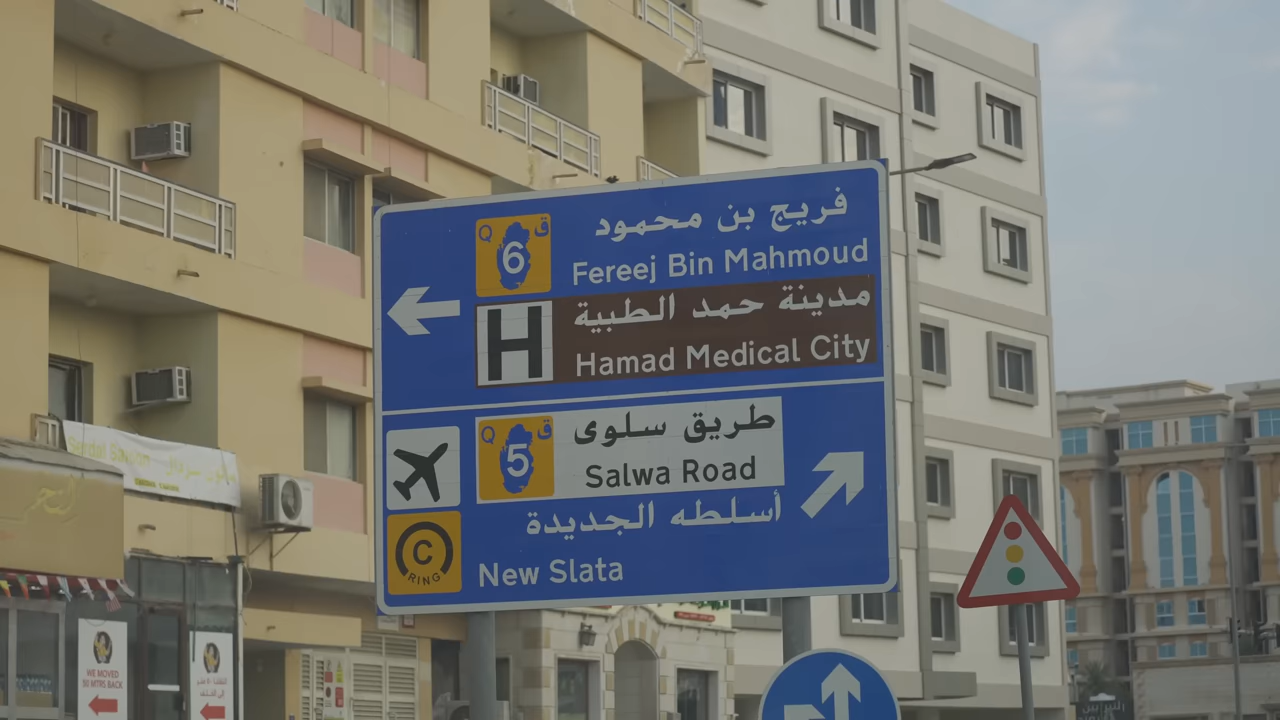 Q 6 ق
فريج بن محمود
Fereej Bin Mahmoud
H
مدينة حمد الطبية
Hamad Medical City
Q 5 ق
طريق سلوى
Salwa Road
أسلطه الجديدة
New Slata
C
RING
WE MOVED
50 MTRS BACK